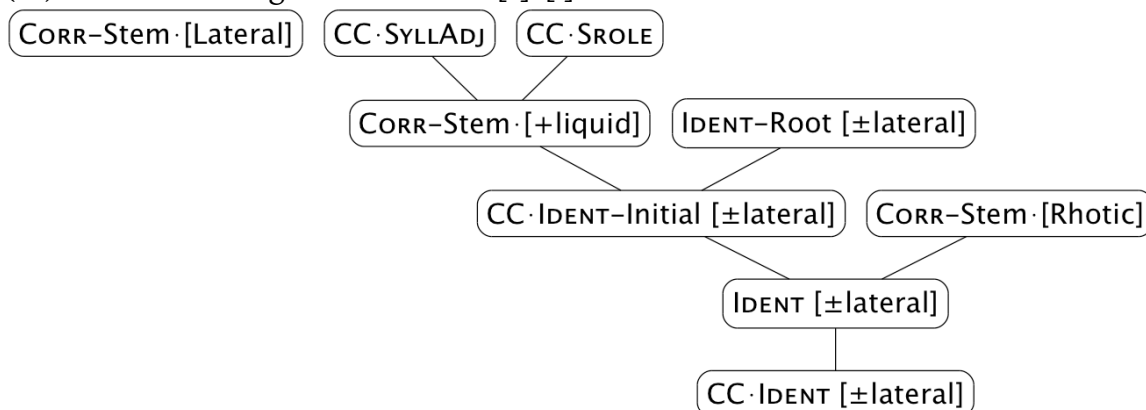 CORR–Stem·[Lateral] CC·SYLLADJ CC·SROLE
CORR–Stem·[+liquid] IDENT–Root [±lateral]
CC·IDENT–Initial [±lateral] CORR–Stem·[Rhotic]
IDENT [±lateral]
CC·IDENT [±lateral]